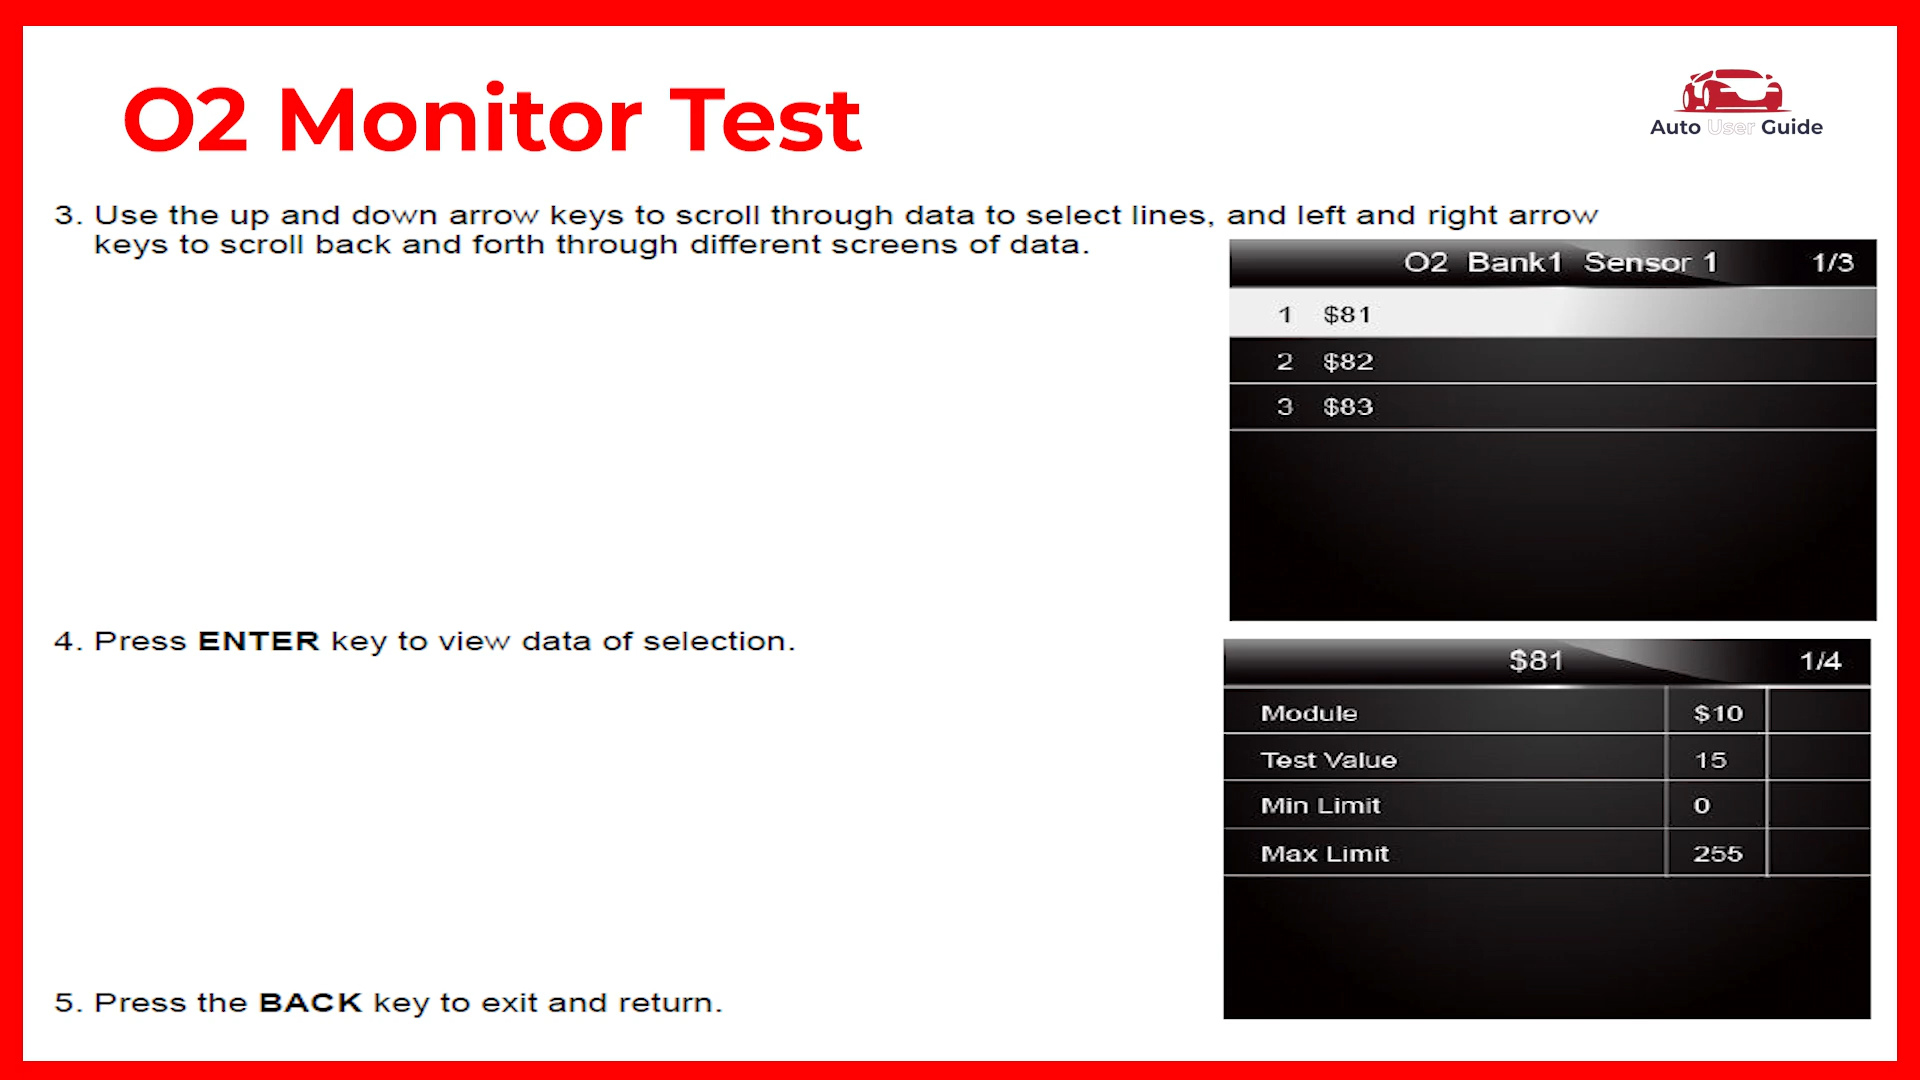 O2 Monitor Test
Auto User Guide
3. Use the up and down arrow keys to scroll through data to select lines, and left and right arrow
keys to scroll back and forth through different screens of data.
O2 Bank1 Sensor 1 1/3
1 $81
2 $82
3 $83
4. Press ENTER key to view data of selection.
$81 1/4
Module $10
Test Value 15
Min Limit 0
Max Limit 255
5. Press the BACK key to exit and return.